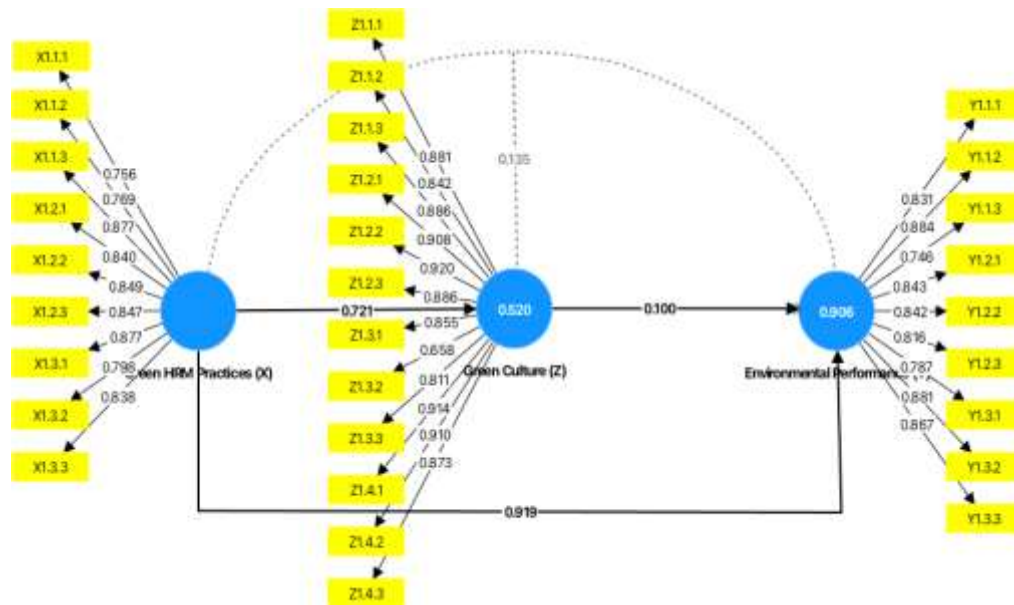 X1.1.1
X1.1.2
X1.1.3
X1.2.1
X1.2.2
X1.2.3
X1.3.1
X1.3.2
X1.3.3
0.756
0.769
0.877
0.840
0.849
0.847
0.877
0.838
HRM Practices (X)
0.721
0.919
Z1.1.1
Z1.1.2
Z1.1.3
Z1.2.1
Z1.2.2
Z1.2.3
Z1.3.1
Z1.3.2
Z1.3.3
Z1.4.1
Z1.4.2
Z1.4.3
0.881
0.842
0.886
0.908
0.920
0.886
0.855
0.658
0.811
0.914
0.910
0.873
0.135
0.520
Green Culture (Z)
0.100
0.906
Environmental
0.831
0.884
0.746
0.843
0.842
0.816
0.787
0.881
0.867
Y1.1.1
Y1.1.2
Y1.1.3
Y1.2.1
Y1.2.2
Y1.2.3
Y1.3.1
Y1.3.2
Y1.3.3